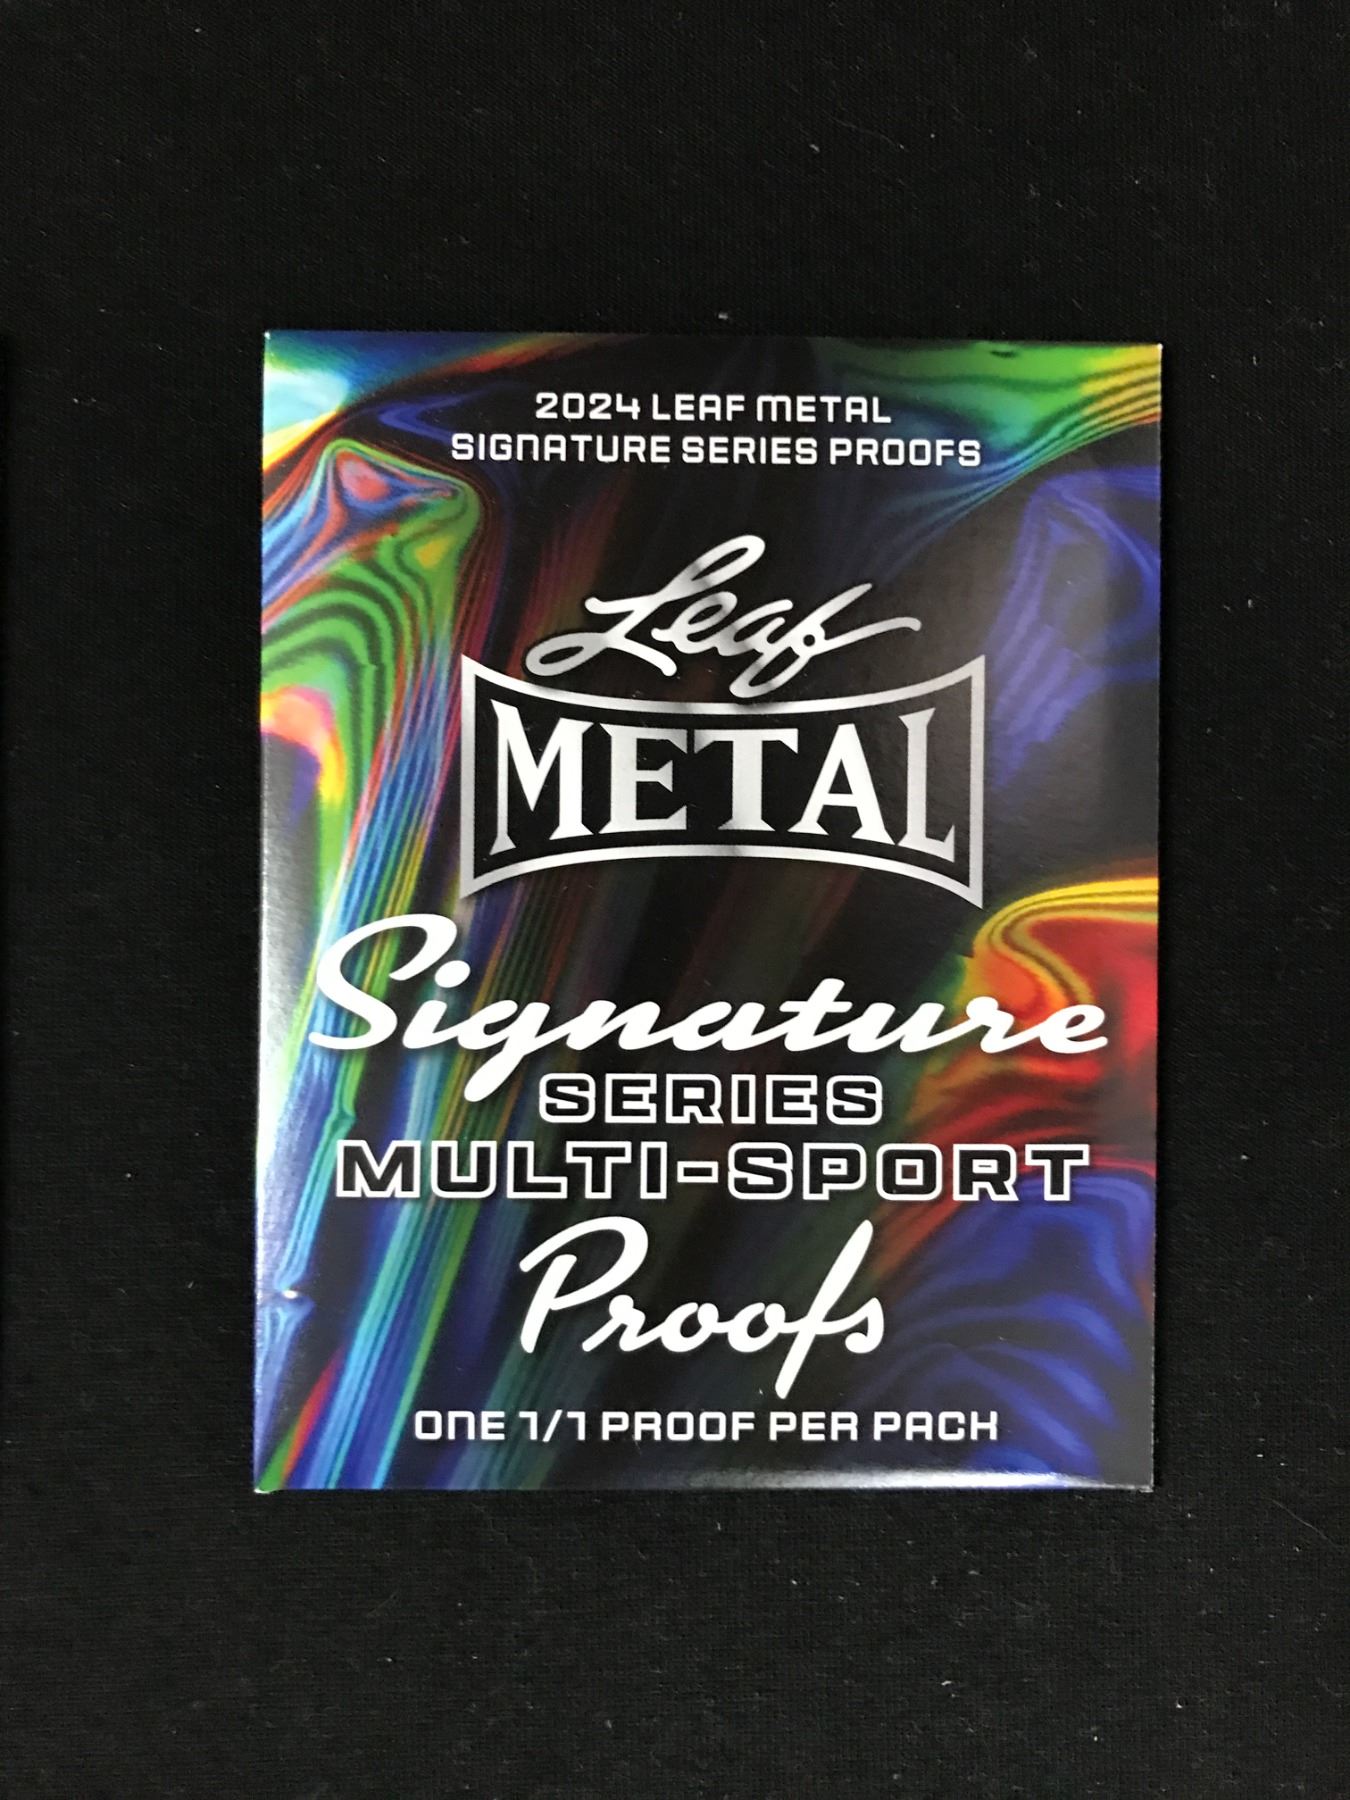 2024 LEAF METAL
SIGNATURE SERIES PROOFS
Leaf
METAL
Signature
SERIES
MULTI-SPORT
Proofs
ONE 1/1 PROOF PER PACK